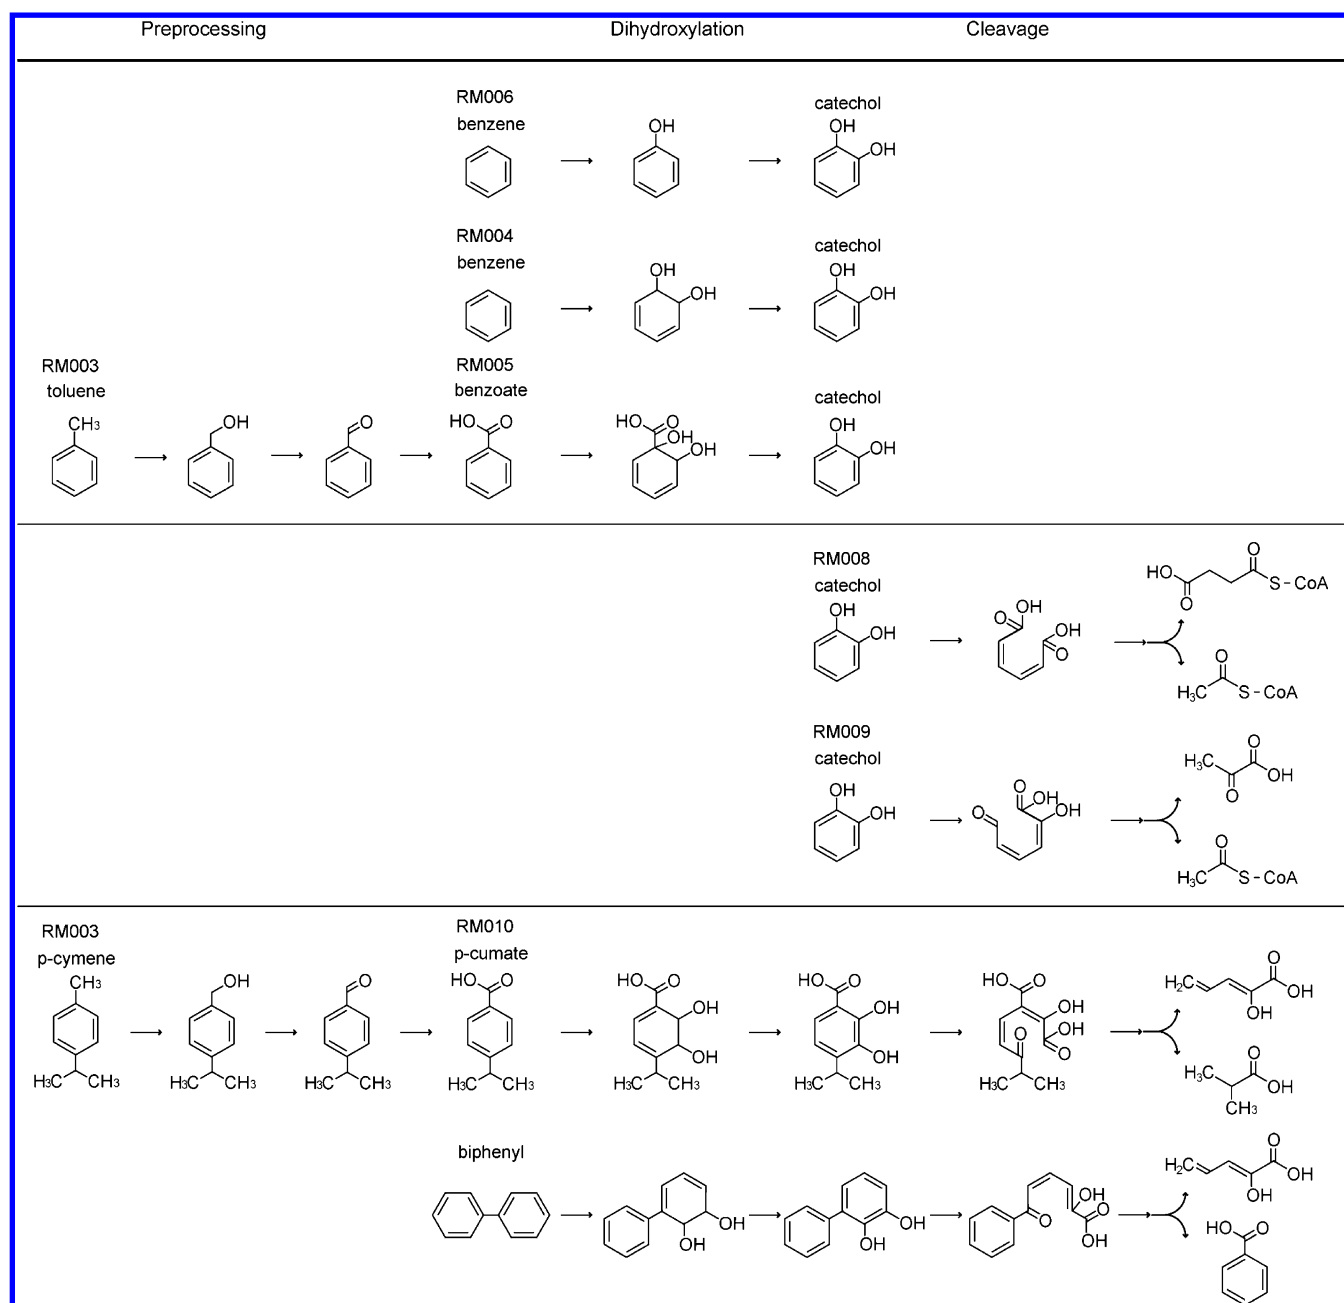 Preprocessing Dihydroxylation Cleavage
RM006
benzene
catechol
OH
OH
OH
RM004
benzene
catechol
OH
OH
OH
OH
RM003
toluene
RM005
benzoate
catechol
CH3
OH
O
HO O
HO O
OH
OH
OH
OH
RM008
catechol
OH
OH
O
OH
OH
O
HO
O
O
S-CoA
O
H3C S-CoA
RM009
catechol
OH
OH
O
O
OH
OH
O
H3C
OH
O
O
H3C S-CoA
RM003
p-cymene
RM010
p-cumate
CH3
H3C CH3
OH
H3C CH3
O
H3C CH3
HO O
H3C CH3
HO O
OH
OH
H3C CH3
HO O
OH
OH
H3C CH3
HO O
OH
OH
O
O
H3C CH3
H2C
O
OH
OH
H3C
O
OH
CH3
biphenyl
OH
OH
OH
OH
O
OH
O
OH
H2C
O
OH
OH
HO O